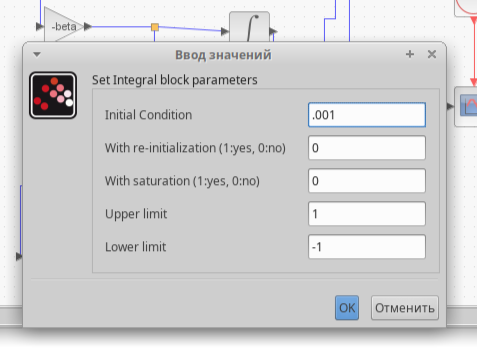 -beta
∫
Ввод значений
Set Integral block parameters
Initial Condition .001
With re-initialization (1:yes, 0:no) 0
With saturation (1:yes, 0:no) 0
Upper limit 1
Lower limit -1
OK Отменить